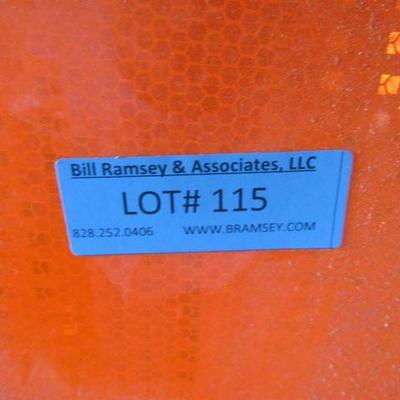 Bill Ramsey & Associates, LLC
LOT# 115
828.252.0406 WWW.BRAMSEY.COM